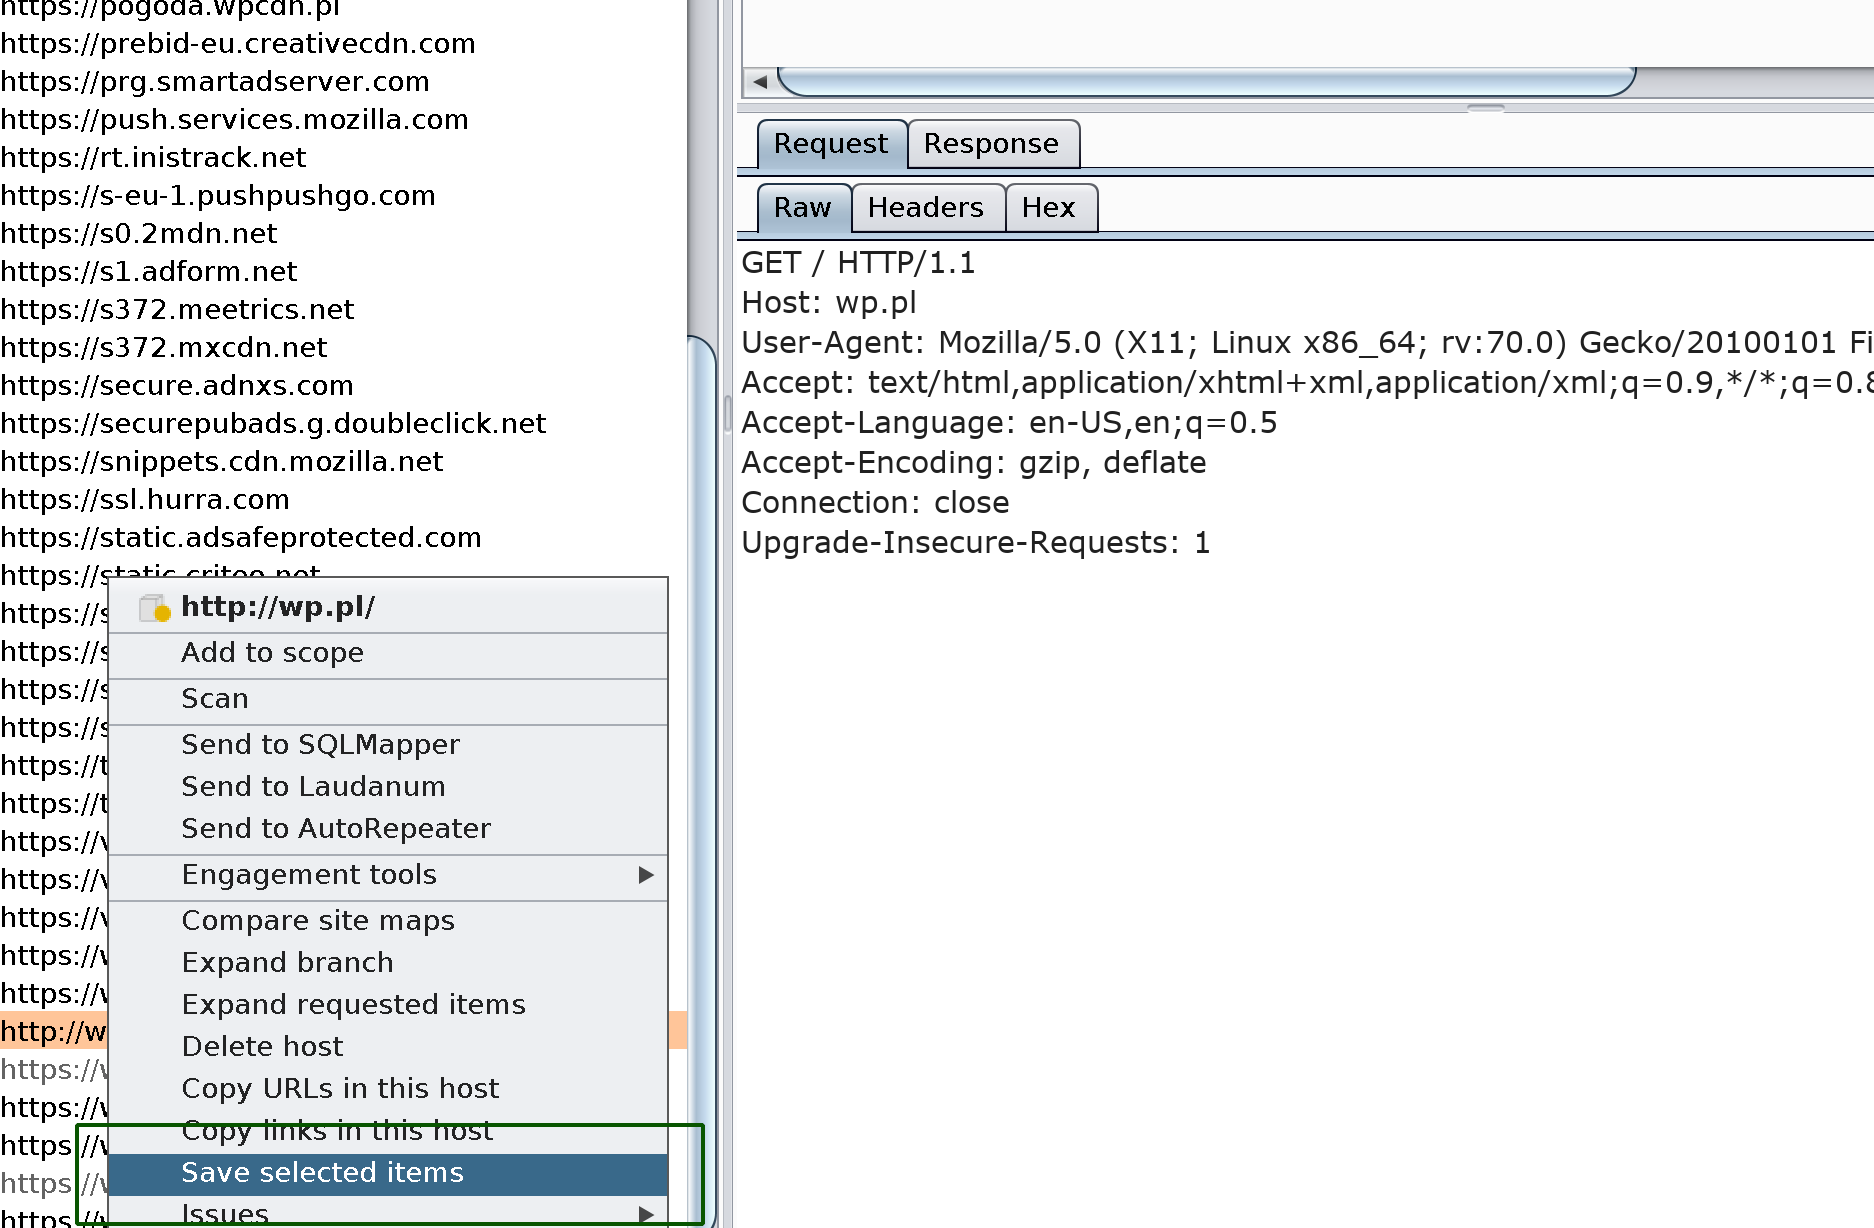 https://pogoda.wpcdn.pl
https://prebid-eu.creativecdn.com
https://prg.smartadserver.com
https://push.services.mozilla.com
https://rt.inistrack.net
https://s-eu-1.pushpushgo.com
https://s0.2mdn.net
https://s1.adform.net
https://s372.meetrics.net
https://s372.mxcdn.net
https://secure.adnxs.com
https://securepubads.g.doubleclick.net
https://snippets.cdn.mozilla.net
https://ssl.hurra.com
https://static.adsafeprotected.com
https://static.criteo.net
https://s
https://s
https://s
https://s
https://t
https://t
https://v
https://v
https://v
https://w
https://w
http://w
https://w
https://w
https://w
https://w
https://w
http://wp.pl/
Add to scope
Scan
Send to SQLMapper
Send to Laudanum
Send to AutoRepeater
Engagement tools
Compare site maps
Expand branch
Expand requested items
Delete host
Copy URLs in this host
Copy links in this host
Save selected items
Issues
Request Response
Raw Headers Hex
GET / HTTP/1.1
Host: wp.pl
User-Agent: Mozilla/5.0 (X11; Linux x86_64; rv:70.0) Gecko/20100101 Fi
Accept: text/html,application/xhtml+xml,application/xml;q=0.9,*/*;q=0.8
Accept-Language: en-US,en;q=0.5
Accept-Encoding: gzip, deflate
Connection: close
Upgrade-Insecure-Requests: 1